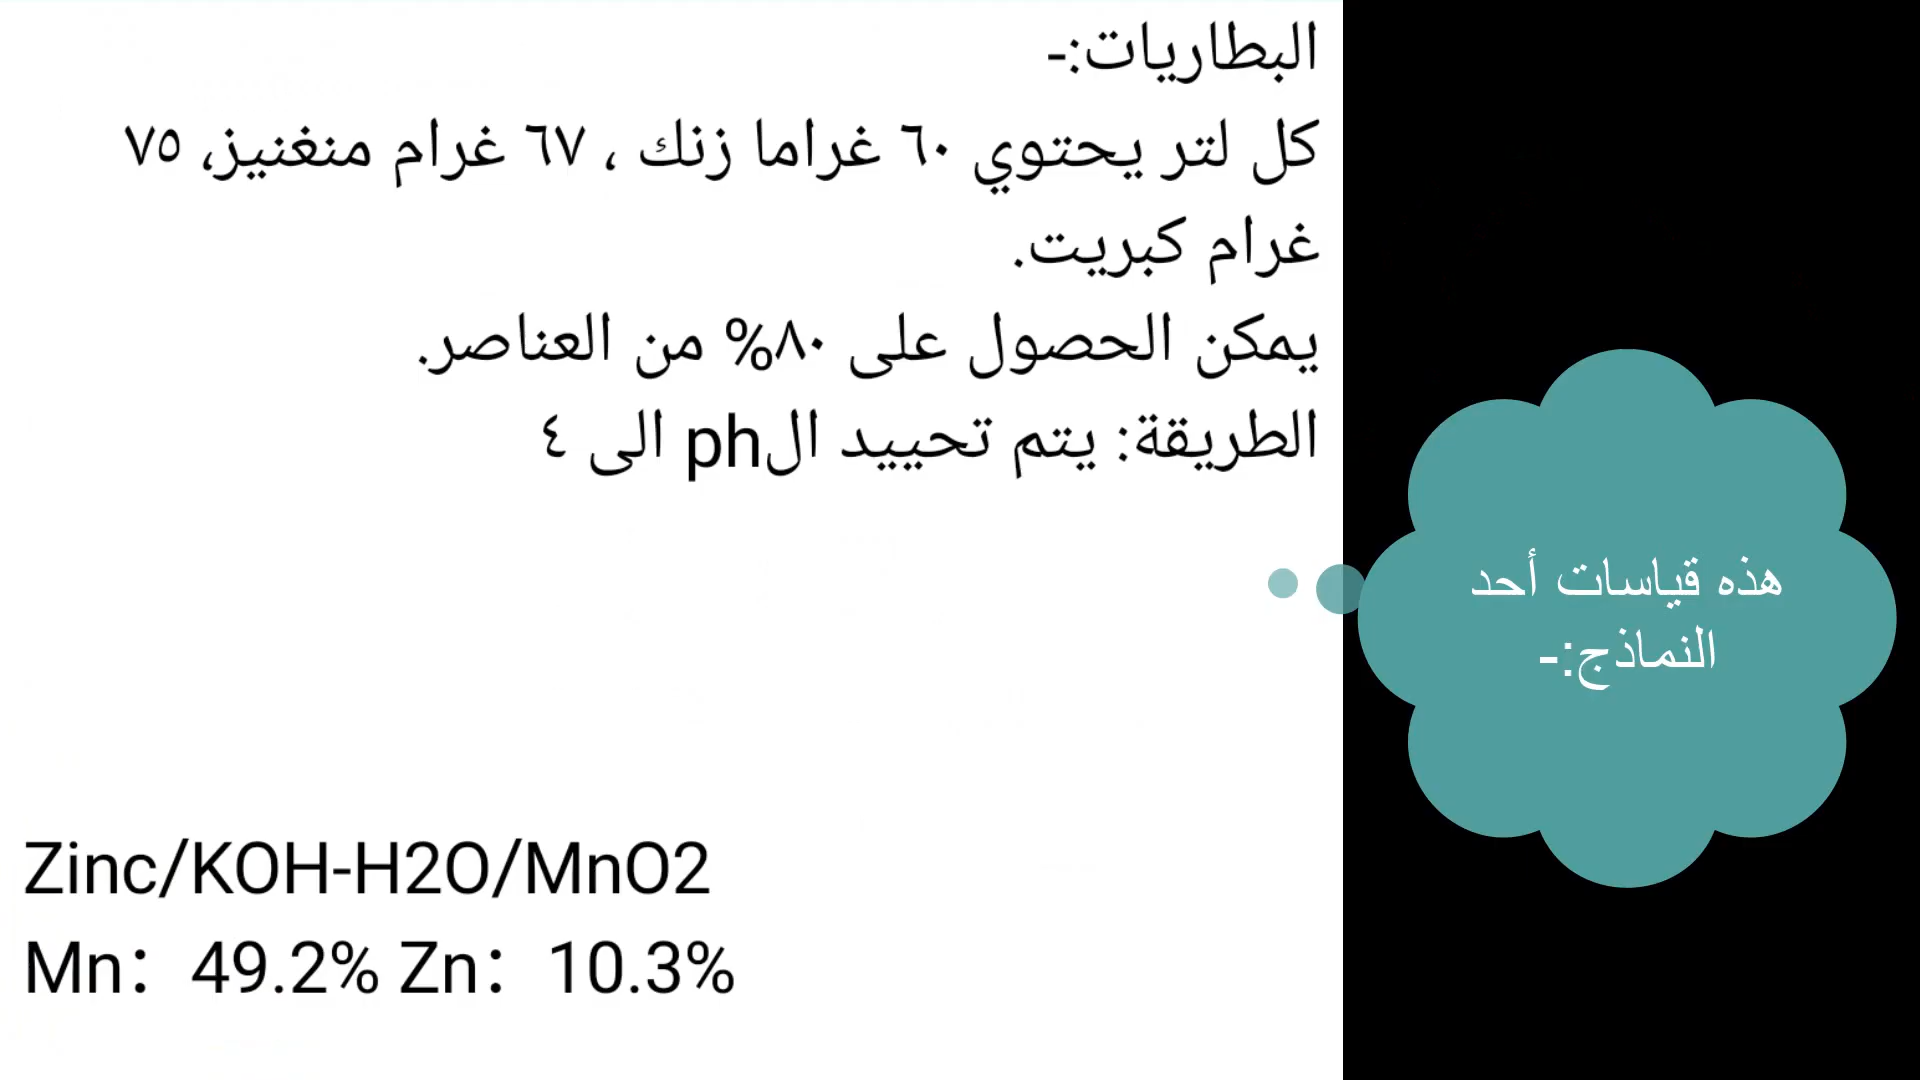 البطاريات:-
كل لتر يحتوي ٦٠ غراما زنك ، ٦٧ غرام منغنيز، ٧٥
غرام كبريت.
يمكن الحصول على ٨٠% من العناصر.
الطريقة: يتم تحييد الph الى ٤
هذه قياسات أحد
النماذج:-
Zinc/KOH-H2O/MnO2
Mn：49.2% Zn：10.3%